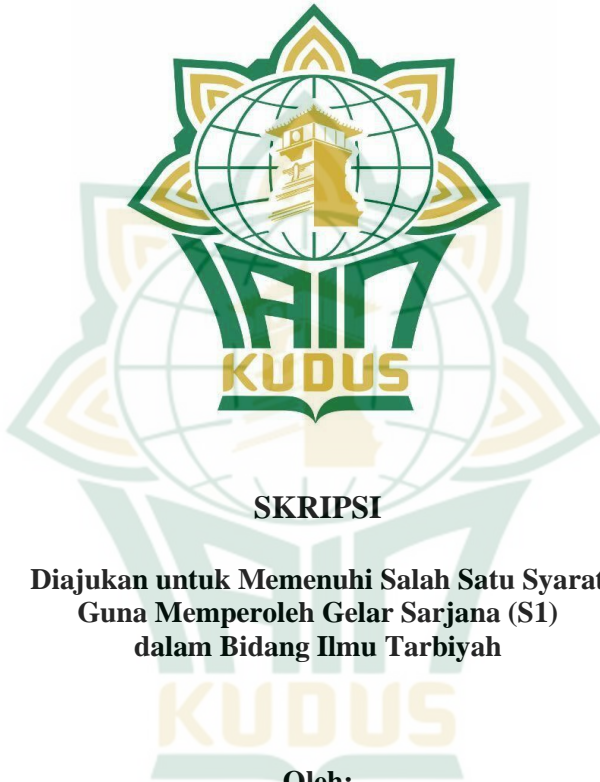 IAIN
KUDUS
SKRIPSI
Diajukan untuk Memenuhi Salah Satu Syarat
Guna Memperoleh Gelar Sarjana (S1)
dalam Bidang Ilmu Tarbiyah
KUDUS
Oleh: